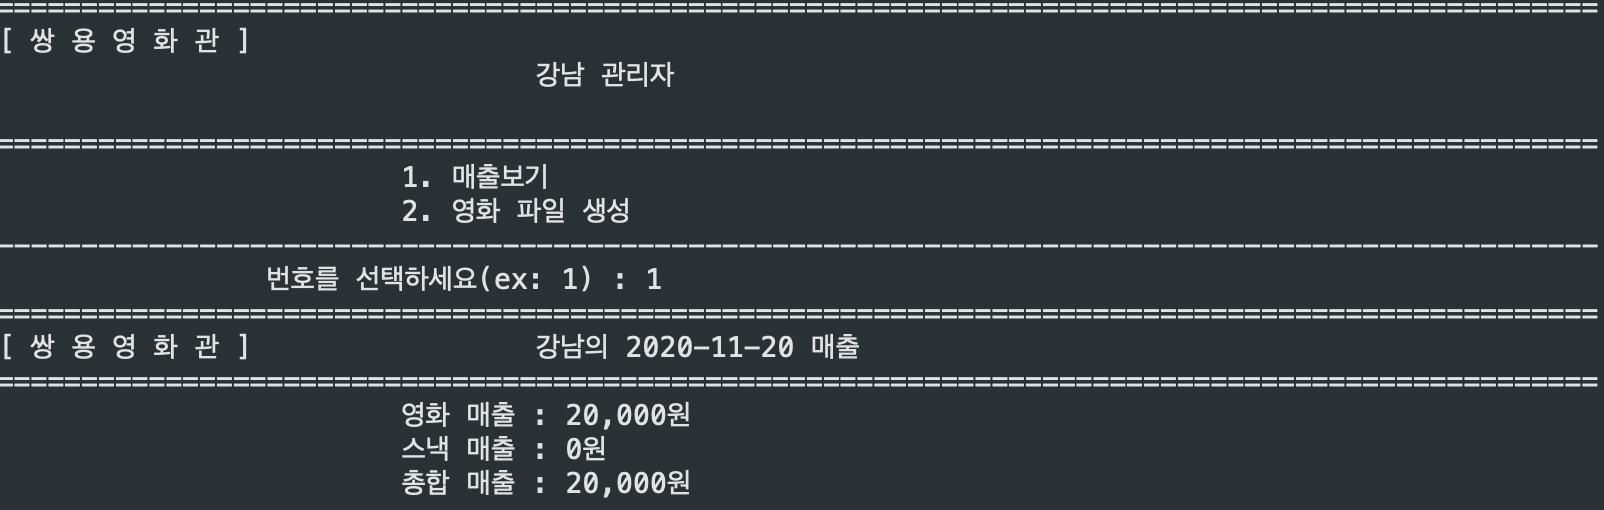 [ 쌍 용 영 화 관 ]
강남 관리자
1. 매출보기
2. 영화 파일 생성
번호를 선택하세요(ex: 1) : 1
[ 쌍 용 영 화 관 ] 강남의 2020-11-20 매출
영화 매출 : 20,000원
스낵 매출 : 0원
총합 매출 : 20,000원